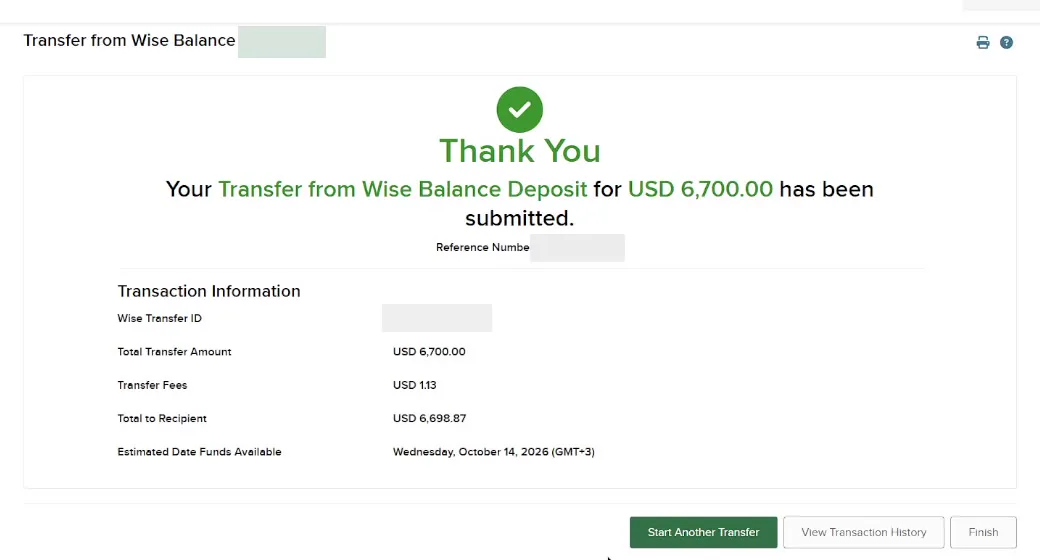 Transfer from Wise Balance
Thank You
Your Transfer from Wise Balance Deposit for USD 6,700.00 has been
submitted.
Reference Numbe
Transaction Information
Wise Transfer ID
Total Transfer Amount USD 6,700.00
Transfer Fees USD 1.13
Total to Recipient USD 6,698.87
Estimated Date Funds Available Wednesday, October 14, 2026 (GMT+3)
Start Another Transfer View Transaction History Finish